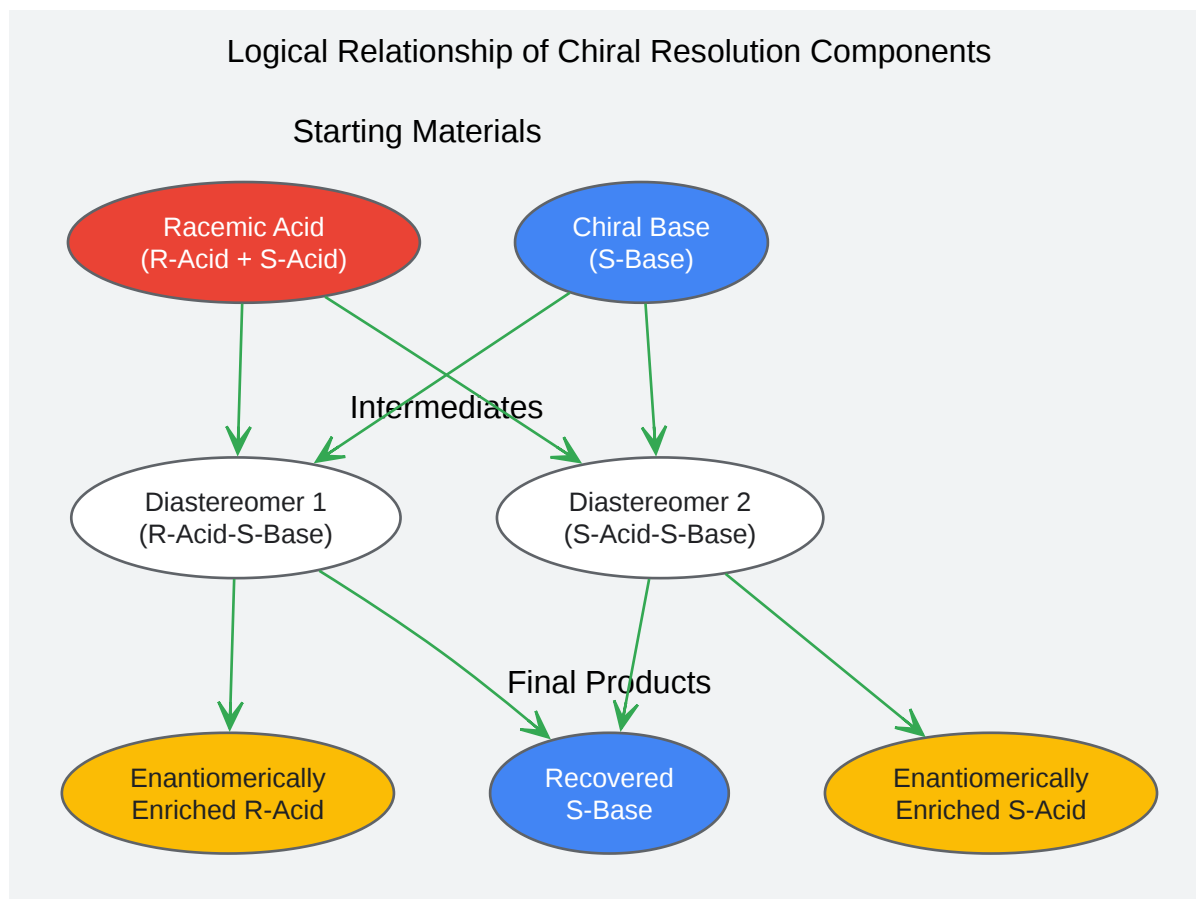 Logical Relationship of Chiral Resolution Components
Starting Materials
Racemic Acid
(R-Acid + S-Acid)
Chiral Base
(S-Base)
Intermediates
Diastereomer 1
(R-Acid-S-Base)
Diastereomer 2
(S-Acid-S-Base)
Final Products
Enantiomerically
Enriched R-Acid
Recovered
S-Base
Enantiomerically
Enriched S-Acid